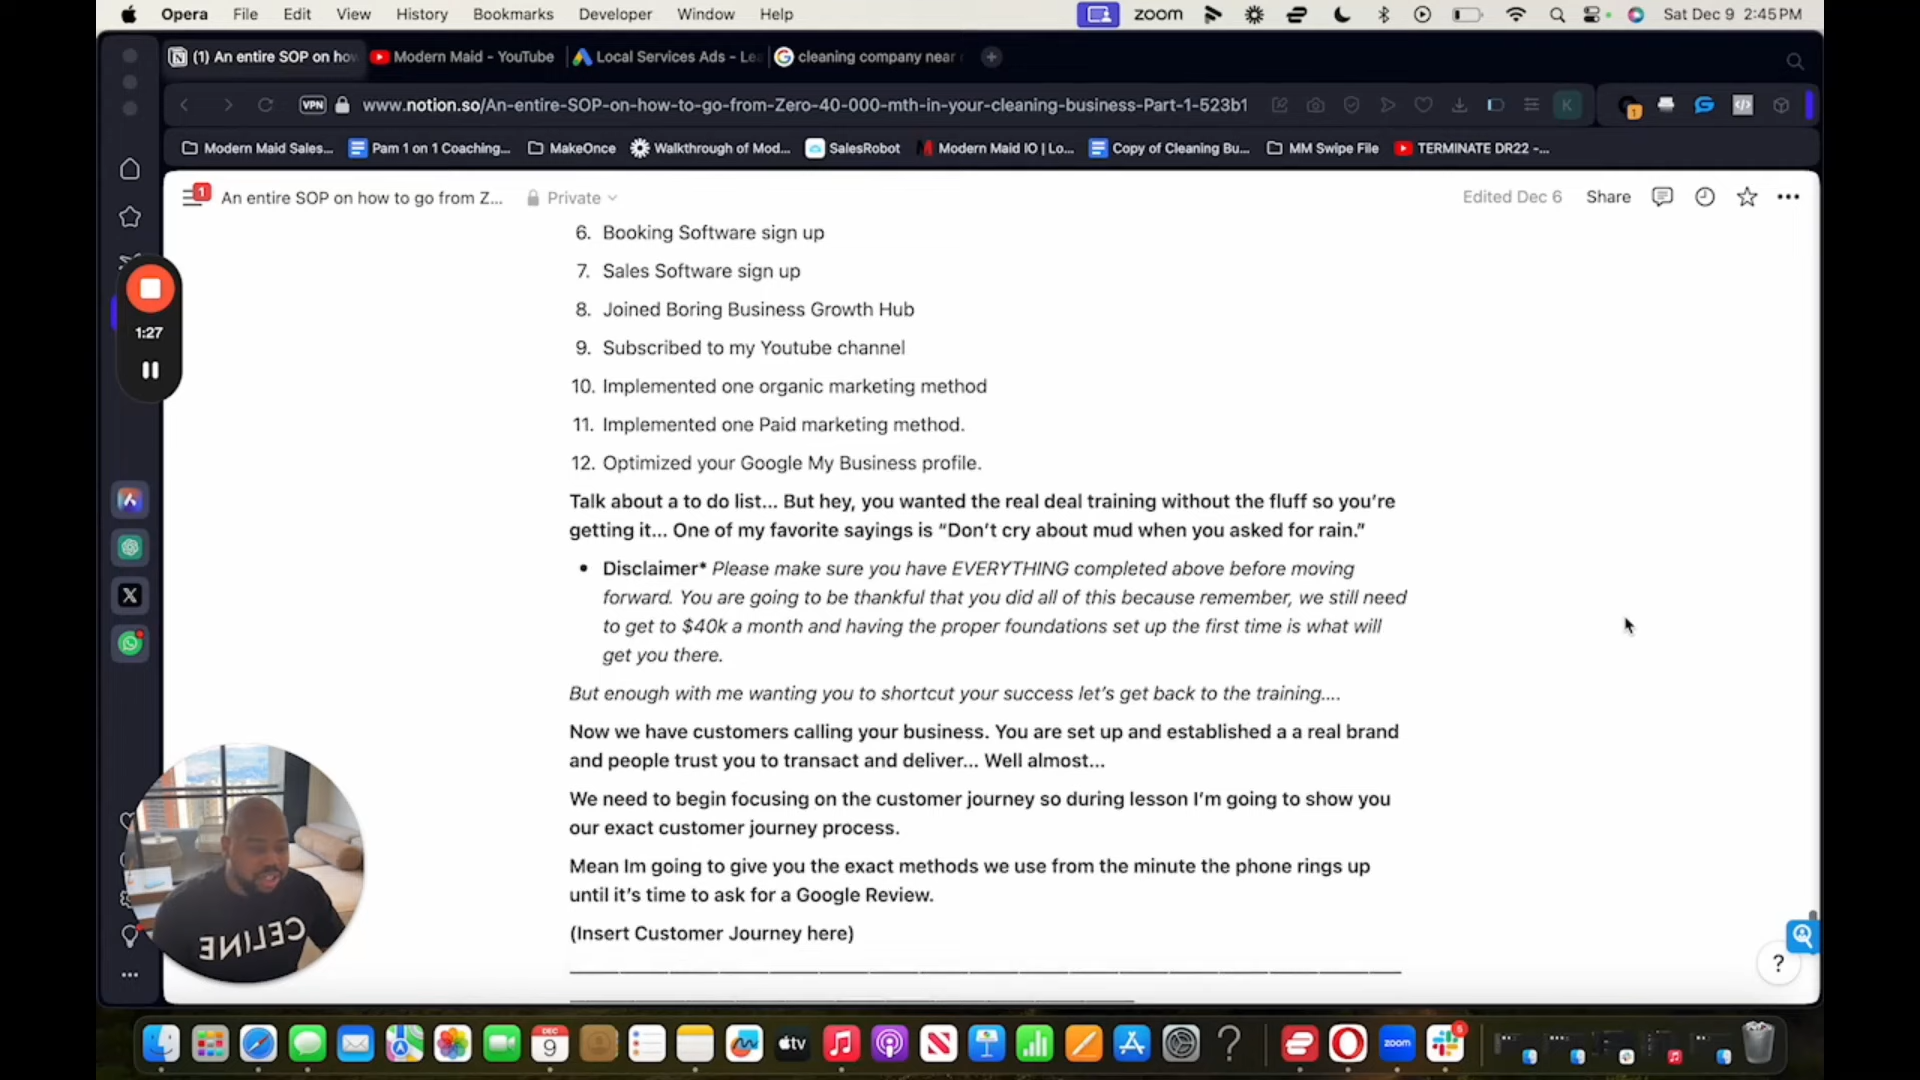 Opera File Edit View History Bookmarks Developer Window Help zoom Sat Dec 9 2:45 PM
(1) An entire SOP on how Modern Maid - YouTube Local Services Ads - Lea cleaning company near
VPN www.notion.so/An-entire-SOP-on-how-to-go-from-Zero-40-000-mth-in-your-cleaning-business-Part-1-523b1 K 1
Modern Maid Sales... Pam 1 on 1 Coaching... MakeOnce Walkthrough of Mod... SalesRobot Modern Maid IO | Lo... Copy of Cleaning Bu... MM Swipe File TERMINATE DR22 -...
1 An entire SOP on how to go from Z... Private Edited Dec 6 Share
6. Booking Software sign up
7. Sales Software sign up
8. Joined Boring Business Growth Hub
1:27
9. Subscribed to my Youtube channel
10. Implemented one organic marketing method
11. Implemented one Paid marketing method.
12. Optimized your Google My Business profile.
Talk about a to do list... But hey, you wanted the real deal training without the fluff so you're
getting it... One of my favorite sayings is “Don't cry about mud when you asked for rain.”
• Disclaimer* Please make sure you have EVERYTHING completed above before moving
forward. You are going to be thankful that you did all of this because remember, we still need
to get to $40k a month and having the proper foundations set up the first time is what will
get you there.
But enough with me wanting you to shortcut your success let's get back to the training....
Now we have customers calling your business. You are set up and established a a real brand
and people trust you to transact and deliver... Well almost...
We need to begin focusing on the customer journey so during lesson I'm going to show you
our exact customer journey process.
Mean Im going to give you the exact methods we use from the minute the phone rings up
until it's time to ask for a Google Review.
(Insert Customer Journey here)
CELINE
?
DEC 9 tv zoom 5